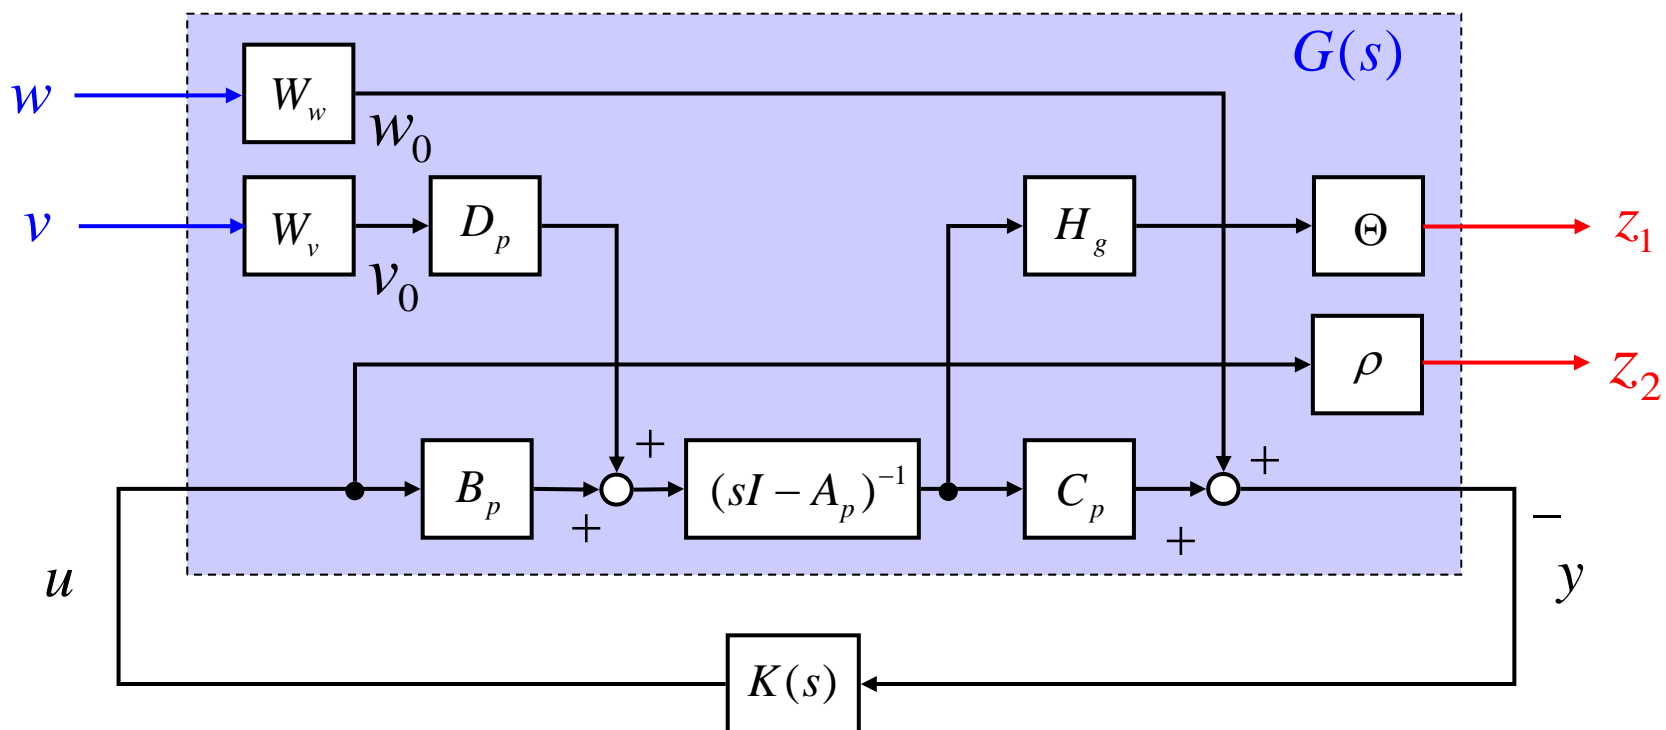 G(s)
w
W_w
w_0
v
W_v
v_0
D_p
H_g
Θ
z_1
ρ
z_2
+
+
B_p
(sI − A_p)^{−1}
C_p
+
+
−
u
y
K(s)